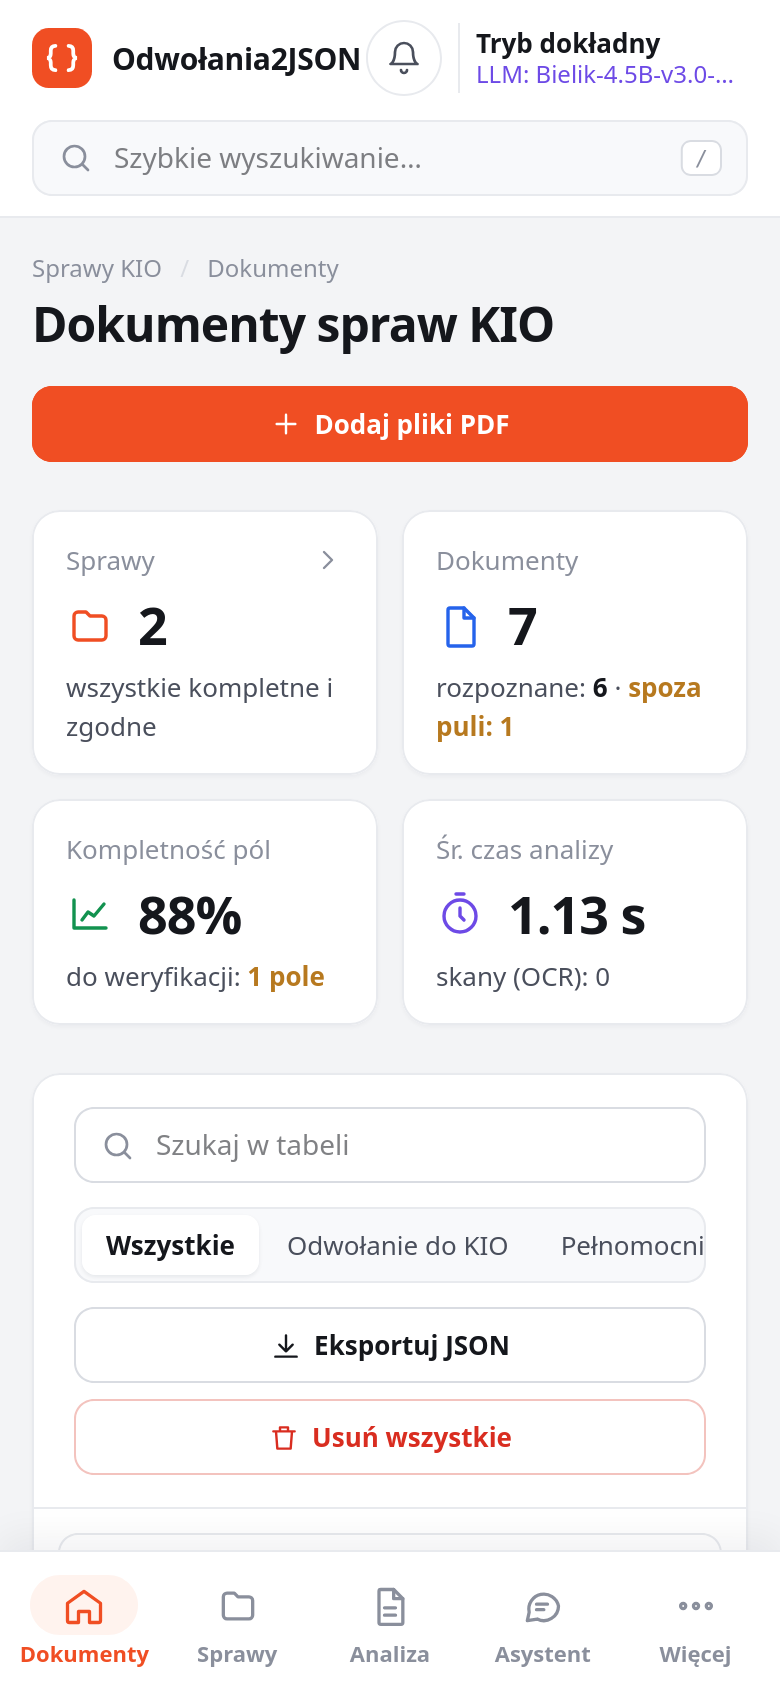 Odwołania2JSON
Tryb dokładny
LLM: Bielik-4.5B-v3.0-...
Szybkie wyszukiwanie...
/
Sprawy KIO / Dokumenty
Dokumenty spraw KIO
Dodaj pliki PDF
Sprawy
2
wszystkie kompletne i
zgodne
Dokumenty
7
rozpoznane: 6 · spoza
puli: 1
Kompletność pól
88%
do weryfikacji: 1 pole
Śr. czas analizy
1.13 s
skany (OCR): 0
Szukaj w tabeli
Wszystkie Odwołanie do KIO Pełnomocni
Eksportuj JSON
Usuń wszystkie
Dokumenty Sprawy Analiza Asystent Więcej